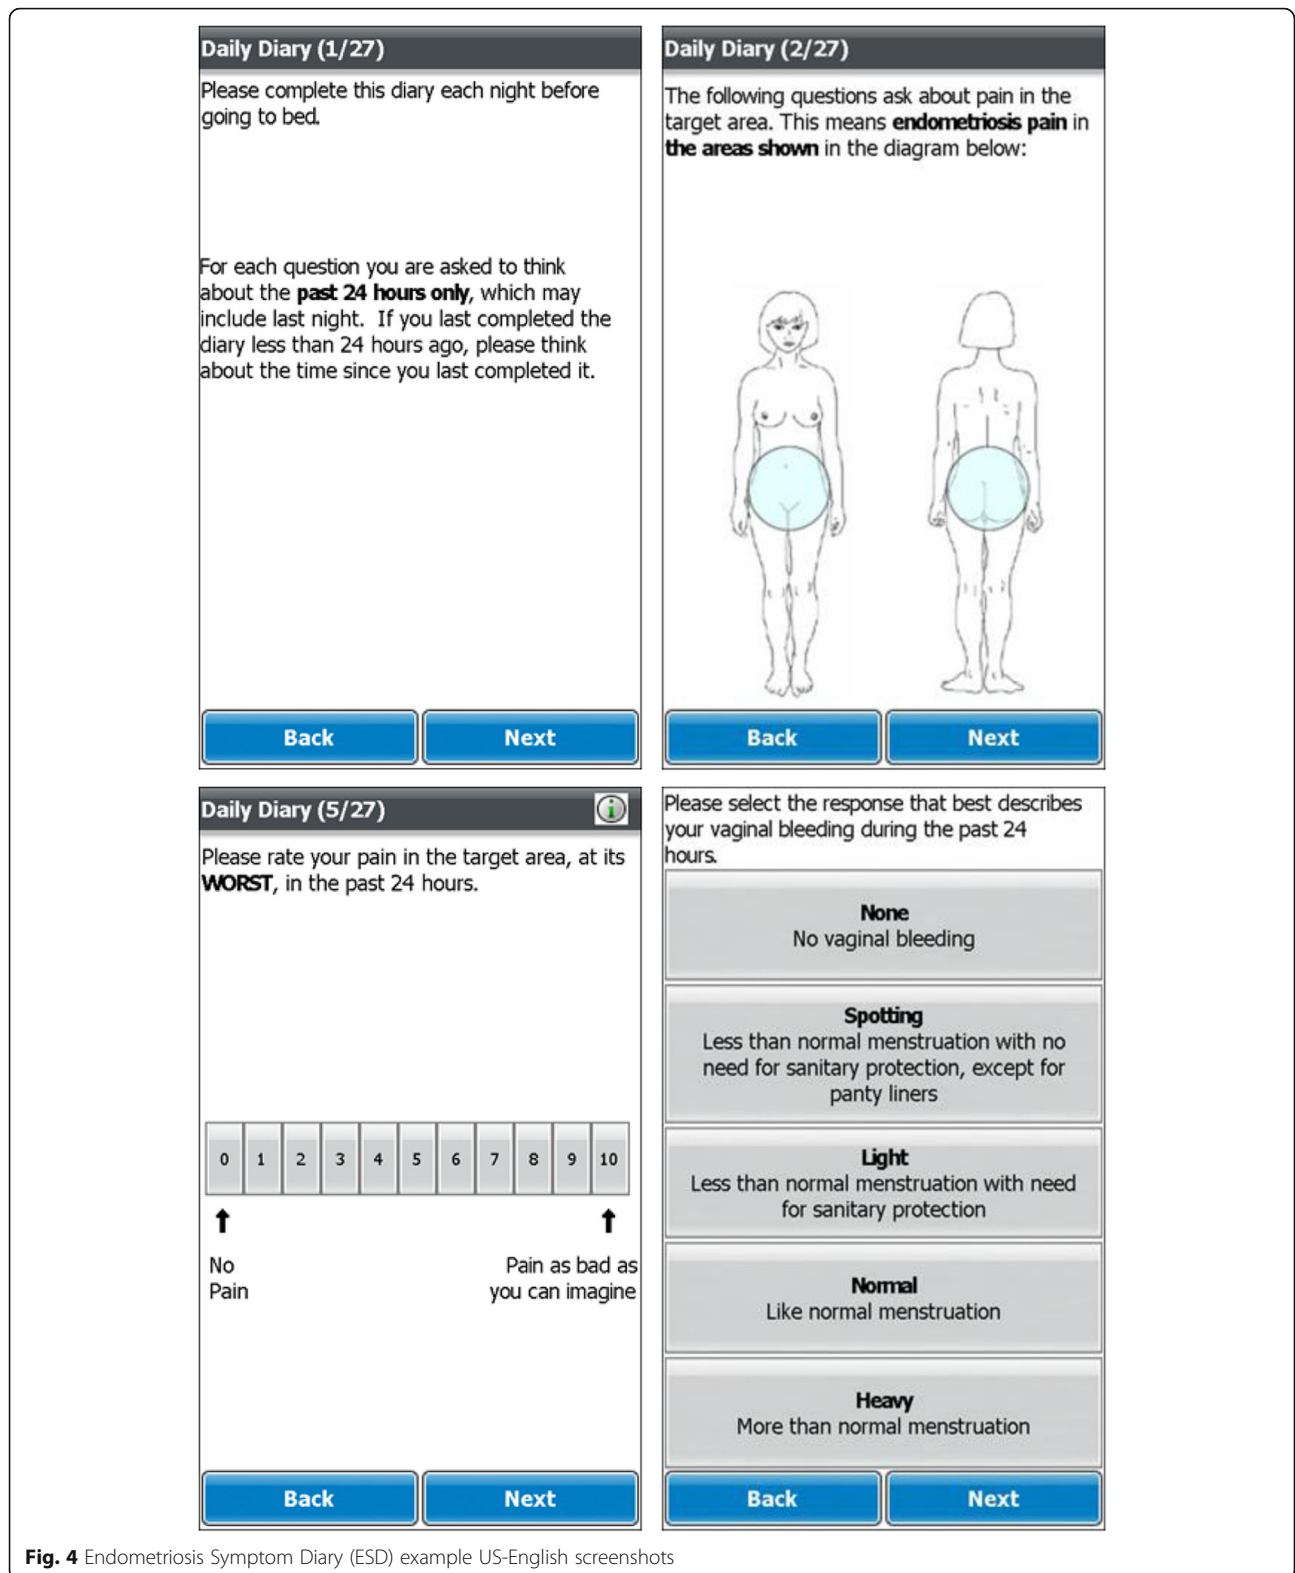 Daily Diary (1/27)
Please complete this diary each night before
going to bed.
For each question you are asked to think
about the past 24 hours only, which may
include last night. If you last completed the
diary less than 24 hours ago, please think
about the time since you last completed it.
Back Next
Daily Diary (2/27)
The following questions ask about pain in the
target area. This means endometriosis pain in
the areas shown in the diagram below:
Back Next
Daily Diary (5/27)
Please rate your pain in the target area, at its
WORST, in the past 24 hours.
0 1 2 3 4 5 6 7 8 9 10
No
Pain
Pain as bad as
you can imagine
Back Next
Please select the response that best describes
your vaginal bleeding during the past 24
hours.
None
No vaginal bleeding
Spotting
Less than normal menstruation with no
need for sanitary protection, except for
panty liners
Light
Less than normal menstruation with need
for sanitary protection
Normal
Like normal menstruation
Heavy
More than normal menstruation
Back Next
Fig. 4 Endometriosis Symptom Diary (ESD) example US-English screenshots